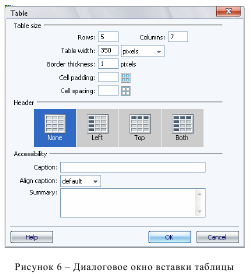 Table
Table size
Rows: 5 Columns: 7
Table width: 350 pixels
Border thickness: 1 pixels
Cell padding:
Cell spacing:
Header
None Left Top Both
Accessibility
Caption:
Align caption: default
Summary:
Help OK Cancel
Рисунок 6 – Диалоговое окно вставки таблицы